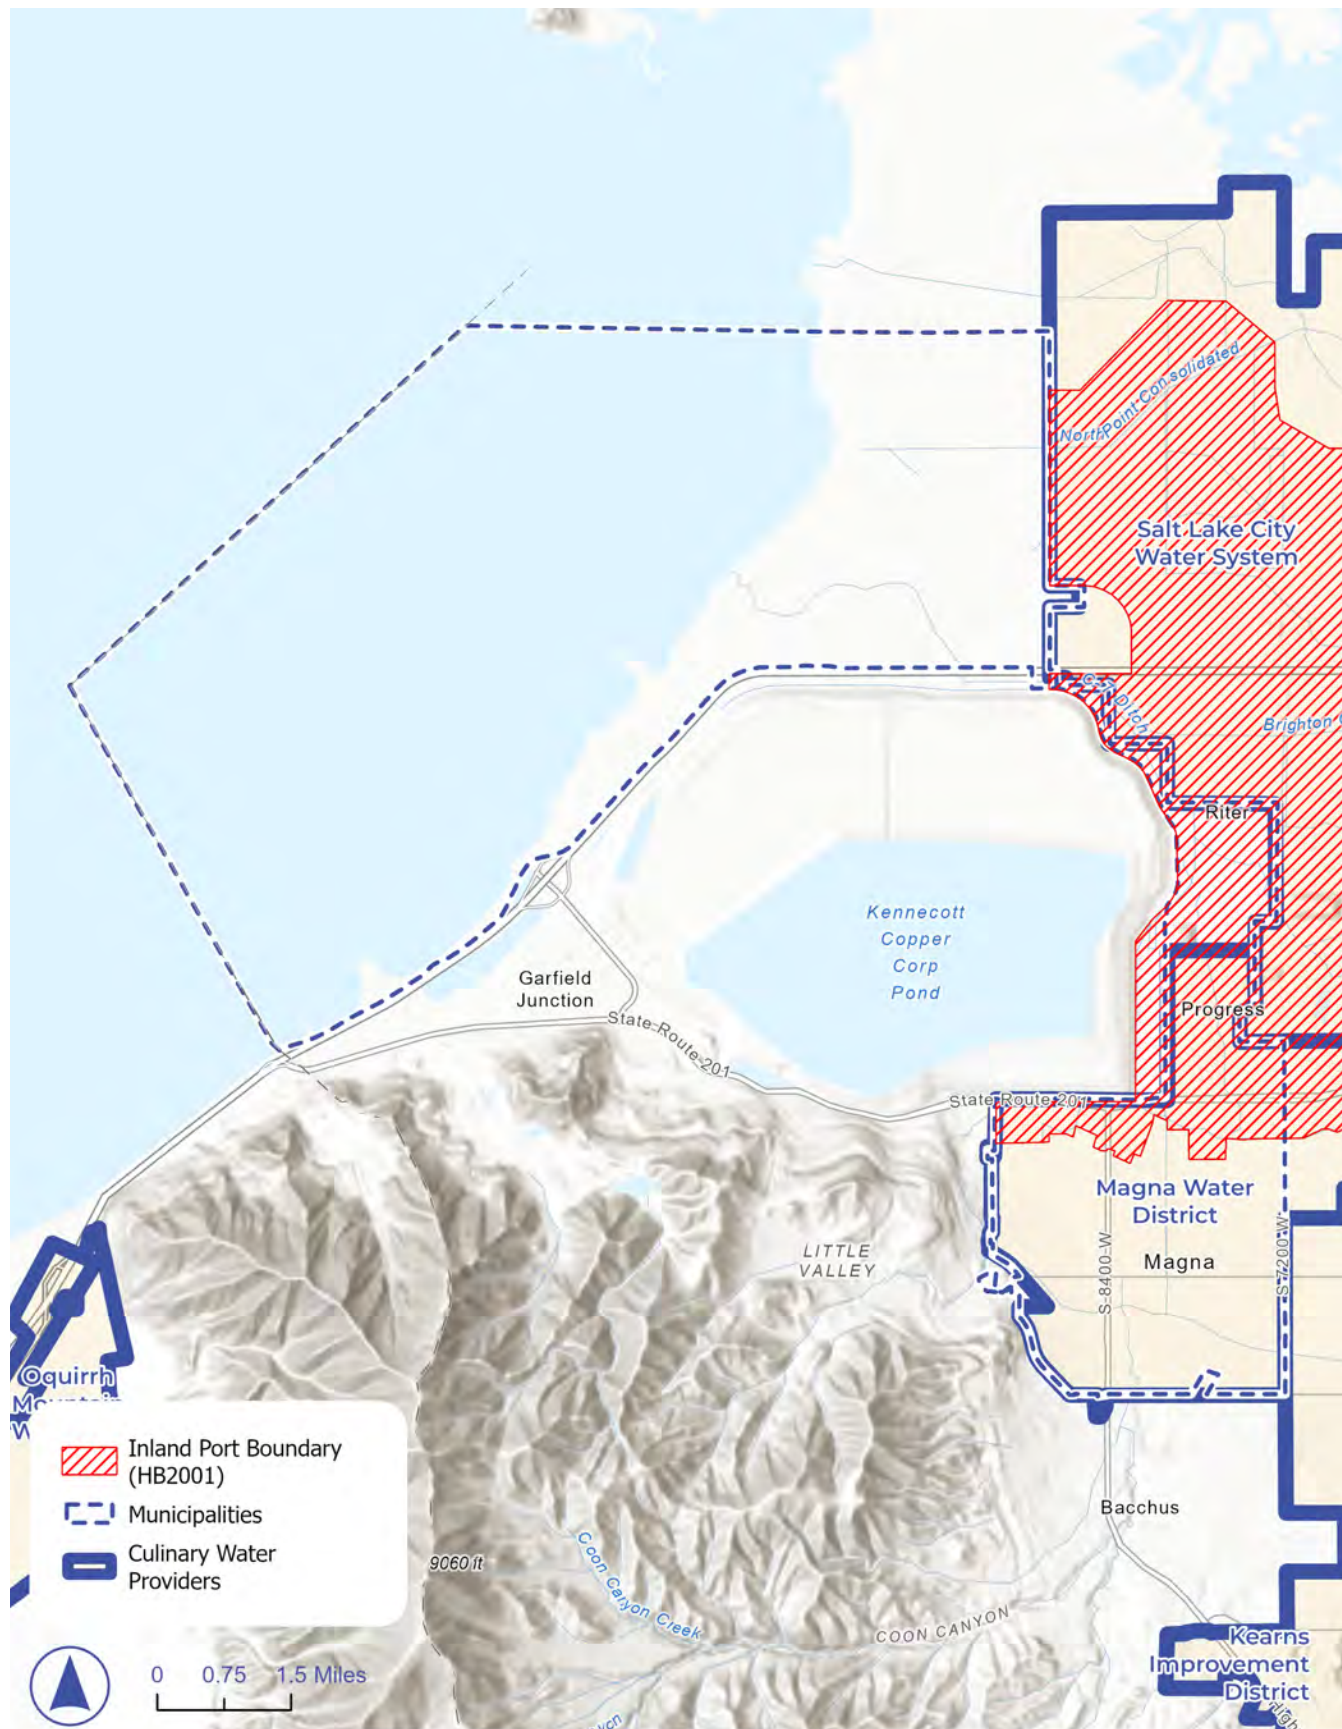 North Point Consolidated
Salt Lake City
Water System
Ditch
Brighton
Riter
Kennecott
Copper
Corp
Pond
Garfield
Junction
Progress
State Route 201
State Route 201
Magna Water
District
LITTLE
VALLEY
Magna
S 8400 W
S 7200 W
Oquirrh
Mountain
Inland Port Boundary
(HB2001)
Municipalities
Culinary Water
Providers
Bacchus
9060 ft
Coon Canyon Creek
COON CANYON
Kearns
Improvement
District
0 0.75 1.5 Miles